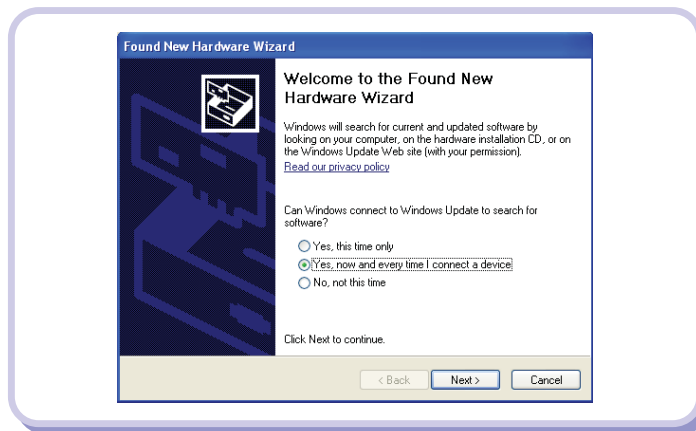 Found New Hardware Wizard
Welcome to the Found New
Hardware Wizard
Windows will search for current and updated software by
looking on your computer, on the hardware installation CD, or on
the Windows Update Web site (with your permission).
Read our privacy policy
Can Windows connect to Windows Update to search for
software?
Yes, this time only
Yes, now and every time I connect a device
No, not this time
Click Next to continue.
< Back Next > Cancel